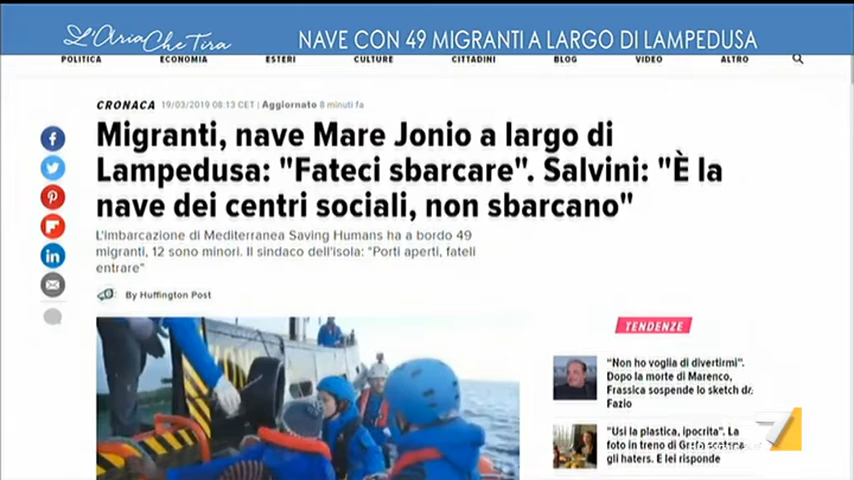 L'Aria Che Tira
NAVE CON 49 MIGRANTI A LARGO DI LAMPEDUSA
POLITICA ECONOMIA ESTERI CULTURE CITTADINI BLOG VIDEO ALTRO
CRONACA 19/03/2019 08:13 CET | Aggiornato 8 minuti fa
Migranti, nave Mare Jonio a largo di
Lampedusa: "Fateci sbarcare". Salvini: "È la
nave dei centri sociali, non sbarcano"
L'imbarcazione di Mediterranea Saving Humans ha a bordo 49
migranti, 12 sono minori. Il sindaco dell'isola: "Porti aperti, fateli
entrare"
By Huffington Post
TENDENZE
"Non ho voglia di divertirmi".
Dopo la morte di Marenco,
Frassica sospende lo sketch da
Fazio
"Usi la plastica, ipocrita". La
foto in treno di Greta scatena
gli haters. E lei risponde
7